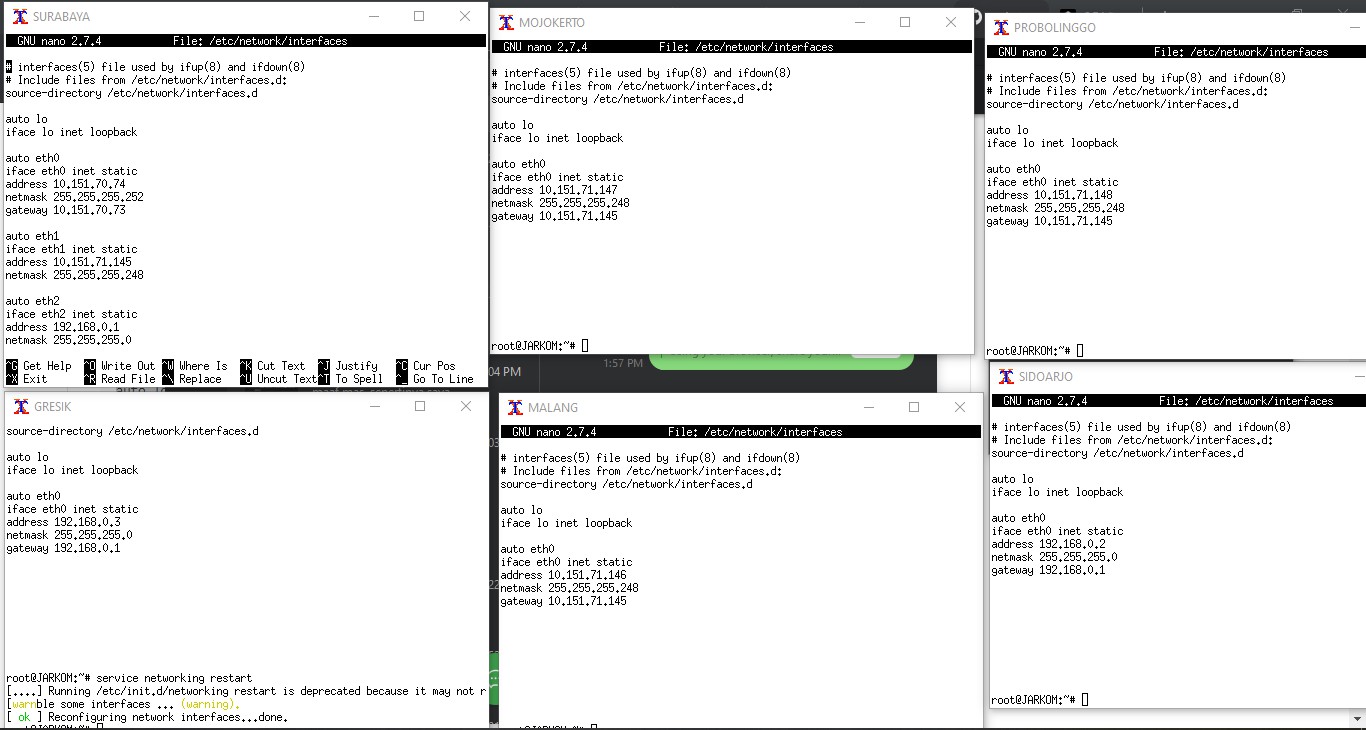 SURABAYA
GNU nano 2.7.4 File: /etc/network/interfaces
# interfaces(5) file used by ifup(8) and ifdown(8)
# Include files from /etc/network/interfaces.d:
source-directory /etc/network/interfaces.d
auto lo
iface lo inet loopback
auto eth0
iface eth0 inet static
address 10.151.70.74
netmask 255.255.255.252
gateway 10.151.70.73
auto eth1
iface eth1 inet static
address 10.151.71.145
netmask 255.255.255.248
auto eth2
iface eth2 inet static
address 192.168.0.1
netmask 255.255.255.0
^G Get Help ^O Write Out ^W Where Is ^K Cut Text ^J Justify ^C Cur Pos
^X Exit ^R Read File ^\ Replace ^U Uncut Text ^T To Spell ^_ Go To Line
MOJOKERTO
GNU nano 2.7.4 File: /etc/network/interfaces
# interfaces(5) file used by ifup(8) and ifdown(8)
# Include files from /etc/network/interfaces.d:
source-directory /etc/network/interfaces.d
auto lo
iface lo inet loopback
auto eth0
iface eth0 inet static
address 10.151.71.147
netmask 255.255.255.248
gateway 10.151.71.145
root@JARKOM:~#
PROBOLINGGO
GNU nano 2.7.4 File: /etc/network/interfaces
# interfaces(5) file used by ifup(8) and ifdown(8)
# Include files from /etc/network/interfaces.d:
source-directory /etc/network/interfaces.d
auto lo
iface lo inet loopback
auto eth0
iface eth0 inet static
address 10.151.71.148
netmask 255.255.255.248
gateway 10.151.71.145
root@JARKOM:~#
1:57 PM
04 PM
GRESIK
source-directory /etc/network/interfaces.d
auto lo
iface lo inet loopback
auto eth0
iface eth0 inet static
address 192.168.0.3
netmask 255.255.255.0
gateway 192.168.0.1
root@JARKOM:~# service networking restart
[....] Running /etc/init.d/networking restart is deprecated because it may not r
[warnble some interfaces ... (warning).
[ ok ] Reconfiguring network interfaces...done.
MALANG
GNU nano 2.7.4 File: /etc/network/interfaces
# interfaces(5) file used by ifup(8) and ifdown(8)
# Include files from /etc/network/interfaces.d:
source-directory /etc/network/interfaces.d
auto lo
iface lo inet loopback
auto eth0
iface eth0 inet static
address 10.151.71.146
netmask 255.255.255.248
gateway 10.151.71.145
SIDOARJO
GNU nano 2.7.4 File: /etc/network/interfaces
# interfaces(5) file used by ifup(8) and ifdown(8)
# Include files from /etc/network/interfaces.d:
source-directory /etc/network/interfaces.d
auto lo
iface lo inet loopback
auto eth0
iface eth0 inet static
address 192.168.0.2
netmask 255.255.255.0
gateway 192.168.0.1
root@JARKOM:~#